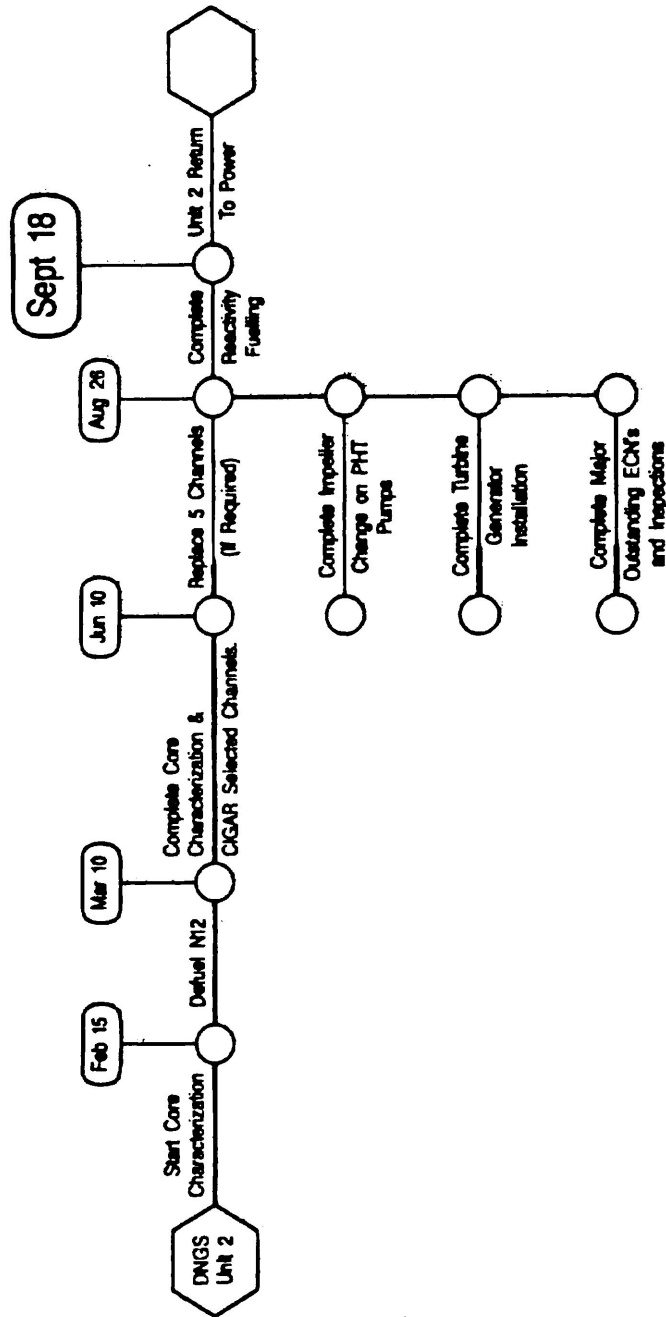 DNGS
Unit 2
Start Core
Characterization
Feb 15
Defuel N12
Mar 10
Complete Core
Characterization &
CIGAR Selected Channels.
Jun 10
Replace 5 Channels
(If Required)
Aug 26
Complete
Reactivity
Fuelling
Sept 18
Unit 2 Return
To Power
Complete Impeller
Change on PHT
Pumps
Complete Turbine
Generator
Installation
Complete Major
Outstanding ECN's
and Inspections